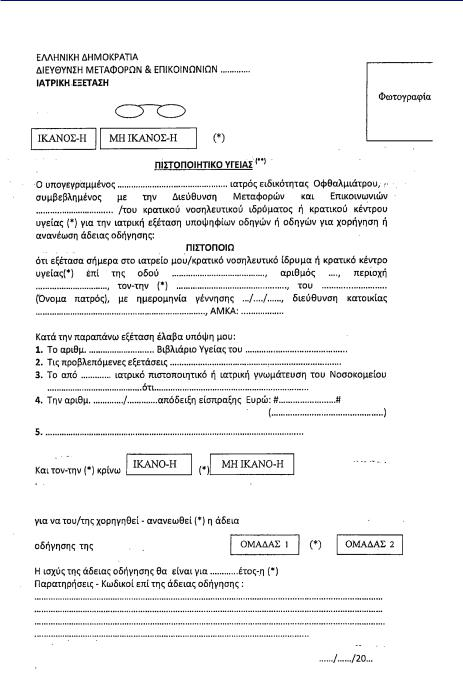 ΕΛΛΗΝΙΚΗ ΔΗΜΟΚΡΑΤΙΑ
ΔΙΕΥΘΥΝΣΗ ΜΕΤΑΦΟΡΩΝ & ΕΠΙΚΟΙΝΩΝΙΩΝ ............
ΙΑΤΡΙΚΗ ΕΞΕΤΑΣΗ
Φωτογραφία
ΙΚΑΝΟΣ-Η ΜΗ ΙΚΑΝΟΣ-Η (*)
ΠΙΣΤΟΠΟΙΗΤΙΚΟ ΥΓΕΙΑΣ (**)
Ο υπογεγραμμένος ............................................ ιατρός ειδικότητας Οφθαλμιάτρου,
συμβεβλημένος με την Διεύθυνση Μεταφορών και Επικοινωνιών
............................... /του κρατικού νοσηλευτικού ιδρύματος ή κρατικού κέντρου
υγείας (*) για την ιατρική εξέταση υποψηφίων οδηγών ή οδηγών για χορήγηση ή
ανανέωση άδειας οδήγησης:
ΠΙΣΤΟΠΟΙΩ
ότι εξέτασα σήμερα στο ιατρείο μου/κρατικό νοσηλευτικό ίδρυμα ή κρατικό κέντρο
υγείας(*) επί της οδού ....................................., αριθμός ...., περιοχή
............................, τον-την (*) ............................................, του ..........................
(Όνομα πατρός), με ημερομηνία γέννησης .../..../....., διεύθυνση κατοικίας
..................................................................., ΑΜΚΑ: .................
Κατά την παραπάνω εξέταση έλαβα υπόψη μου:
1. Το αριθμ. .......................... Βιβλιάριο Υγείας του .........................................
2. Τις προβλεπόμενες εξετάσεις .........................................................
3. Το από ............. ιατρικό πιστοποιητικό ή ιατρική γνωμάτευση του Νοσοκομείου
.....................................ότι..............................................................
4. Την αριθμ. ............/............απόδειξη είσπραξης Ευρώ: #.......................#
(.............................................)
5. ........................................................................................................
Και τον-την (*) κρίνω ΙΚΑΝΟ-Η (*) ΜΗ ΙΚΑΝΟ-Η
για να του/της χορηγηθεί - ανανεωθεί (*) η άδεια
οδήγησης της ΟΜΑΔΑΣ 1 (*) ΟΜΑΔΑΣ 2
Η ισχύς της άδειας οδήγησης θα είναι για ...........έτος-η (*)
Παρατηρήσεις - Κωδικοί επί της άδειας οδήγησης :
............................................................................................................................................
............................................................................................................................................
............................................................................................................................................
...............................................................................................................
....../....../20...